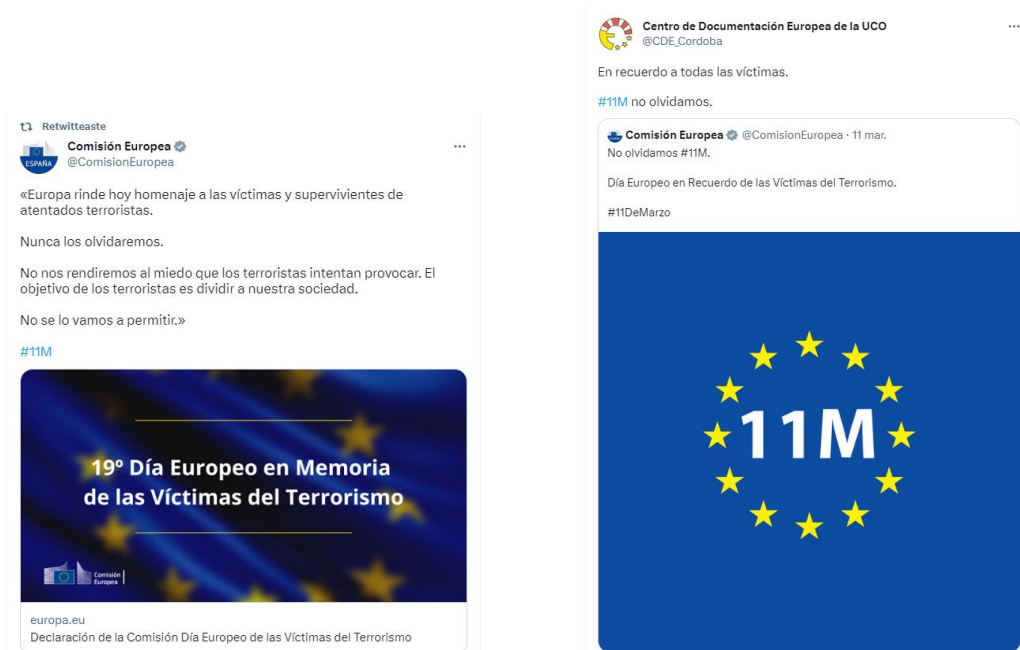 Retwitteaste
Comisión Europea
@ComisionEuropea
ESPAÑA
«Europa rinde hoy homenaje a las víctimas y supervivientes de
atentados terroristas.
Nunca los olvidaremos.
No nos rendiremos al miedo que los terroristas intentan provocar. El
objetivo de los terroristas es dividir a nuestra sociedad.
No se lo vamos a permitir.»
#11M
19º Día Europeo en Memoria
de las Víctimas del Terrorismo
Comisión
Europea
europa.eu
Declaración de la Comisión Día Europeo de las Víctimas del Terrorismo
Centro de Documentación Europea de la UCO
@CDE_Cordoba
En recuerdo a todas las víctimas.
#11M no olvidamos.
Comisión Europea @ComisionEuropea · 11 mar.
No olvidamos #11M.
Día Europeo en Recuerdo de las Víctimas del Terrorismo.
#11DeMarzo
11M